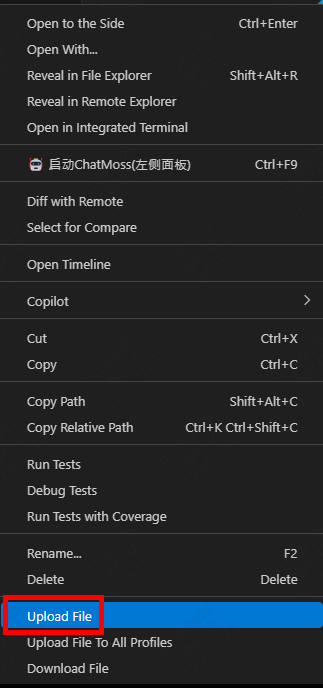 Open to the Side Ctrl+Enter
Open With...
Reveal in File Explorer Shift+Alt+R
Reveal in Remote Explorer
Open in Integrated Terminal
启动ChatMoss(左侧面板) Ctrl+F9
Diff with Remote
Select for Compare
Open Timeline
Copilot
Cut Ctrl+X
Copy Ctrl+C
Copy Path Shift+Alt+C
Copy Relative Path Ctrl+K Ctrl+Shift+C
Run Tests
Debug Tests
Run Tests with Coverage
Rename... F2
Delete Delete
Upload File
Upload File To All Profiles
Download File